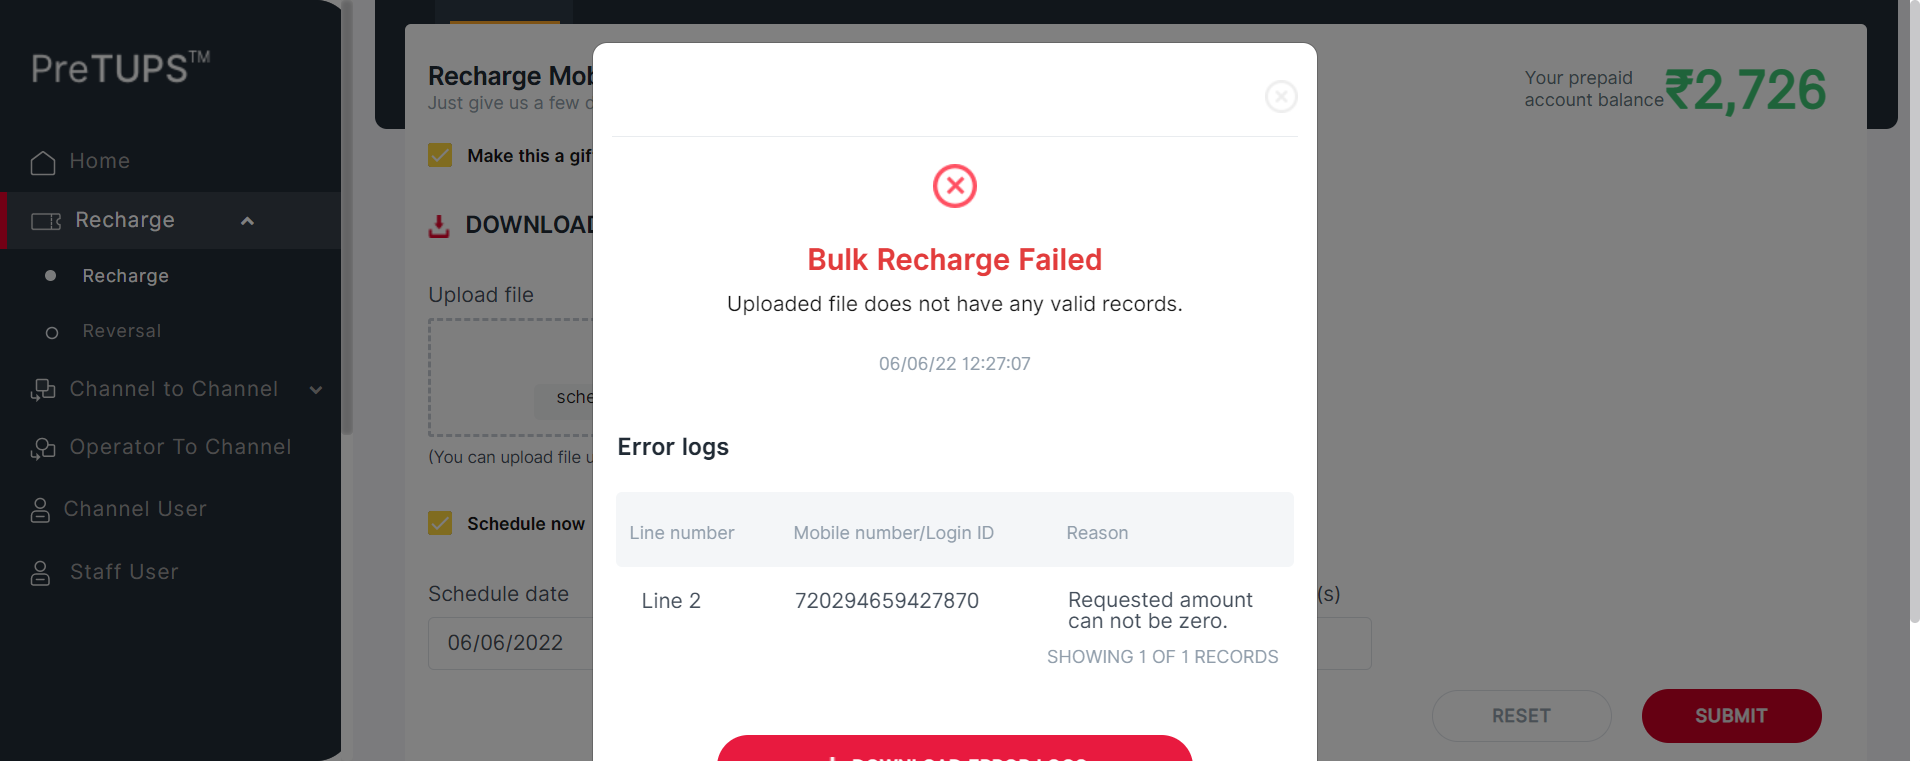 PreTUPS™
Home
Recharge
Recharge
Reversal
Channel to Channel
Operator To Channel
Channel User
Staff User
Recharge Mob
Just give us a few d
Your prepaid
account balance
₹2,726
Make this a gif
DOWNLOAD
Upload file
sche
(You can upload file u
Schedule now
Schedule date
(s)
06/06/2022
RESET
SUBMIT
Bulk Recharge Failed
Uploaded file does not have any valid records.
06/06/22 12:27:07
Error logs
Line number Mobile number/Login ID Reason
Line 2 720294659427870 Requested amount
can not be zero.
SHOWING 1 OF 1 RECORDS
DOWNLOAD ERROR LOGS